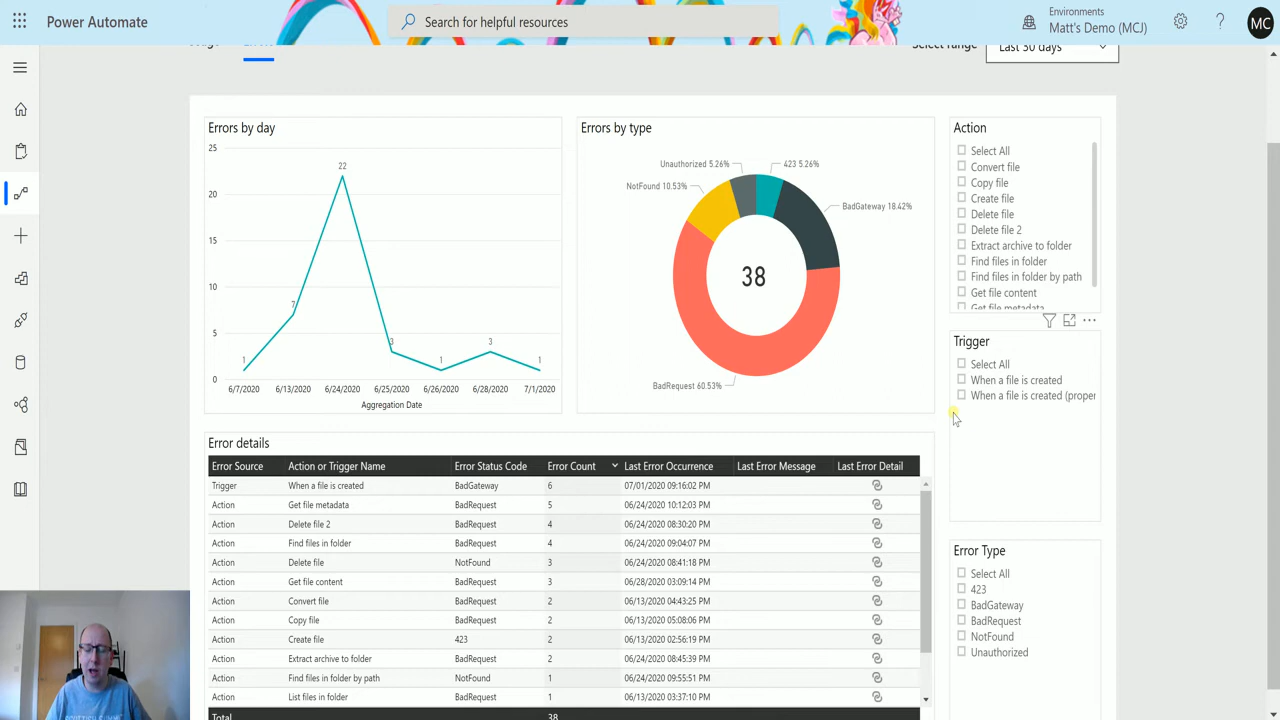 Power Automate
Search for helpful resources
Environments
Matt's Demo (MCJ)
MC
Select range
Last 30 days
Errors by day
25
20
15
10
5
0
1
7
22
3
1
3
1
6/7/2020
6/13/2020
6/24/2020
6/25/2020
6/26/2020
6/28/2020
7/1/2020
Aggregation Date
Errors by type
Unauthorized 5.26%
423 5.26%
NotFound 10.53%
BadGateway 18.42%
38
BadRequest 60.53%
Action
Select All
Convert file
Copy file
Create file
Delete file
Delete file 2
Extract archive to folder
Find files in folder
Find files in folder by path
Get file content
Get file metadata
Trigger
Select All
When a file is created
When a file is created (proper
Error Type
Select All
423
BadGateway
BadRequest
NotFound
Unauthorized
Error details
Error Source Action or Trigger Name Error Status Code Error Count Last Error Occurrence Last Error Message Last Error Detail
Trigger When a file is created BadGateway 6 07/01/2020 09:16:02 PM
Action Get file metadata BadRequest 5 06/24/2020 10:12:03 PM
Action Delete file 2 BadRequest 4 06/24/2020 08:30:20 PM
Action Find files in folder BadRequest 4 06/24/2020 09:04:07 PM
Action Delete file NotFound 3 06/24/2020 08:41:18 PM
Action Get file content BadRequest 3 06/28/2020 03:09:14 PM
Action Convert file BadRequest 2 06/13/2020 04:43:25 PM
Action Copy file BadRequest 2 06/13/2020 05:08:06 PM
Action Create file 423 2 06/13/2020 02:56:19 PM
Action Extract archive to folder BadRequest 2 06/24/2020 08:45:39 PM
Action Find files in folder by path NotFound 1 06/24/2020 09:55:51 PM
Action List files in folder BadRequest 1 06/13/2020 03:37:10 PM
Total 38